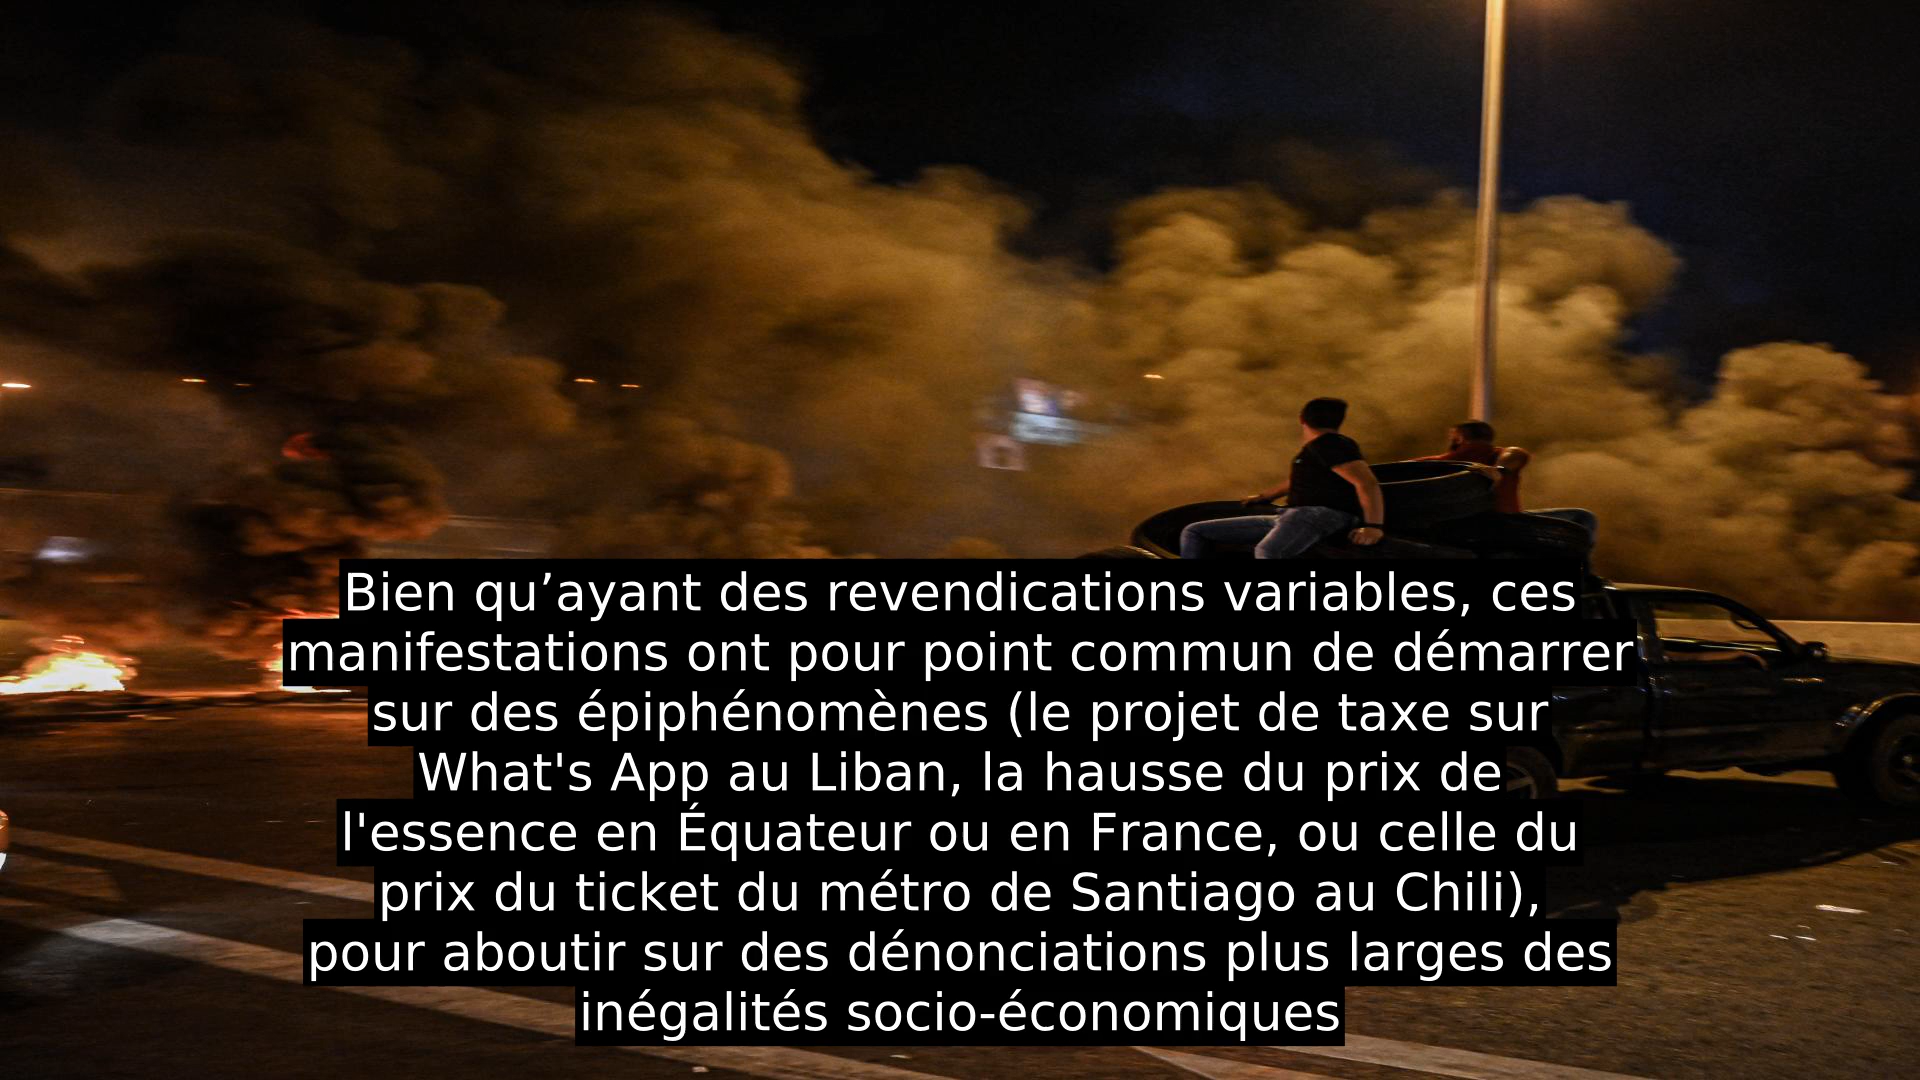 Bien qu’ayant des revendications variables, ces
manifestations ont pour point commun de démarrer
sur des épiphénomènes (le projet de taxe sur
What's App au Liban, la hausse du prix de
l'essence en Équateur ou en France, ou celle du
prix du ticket du métro de Santiago au Chili),
pour aboutir sur des dénonciations plus larges des
inégalités socio-économiques